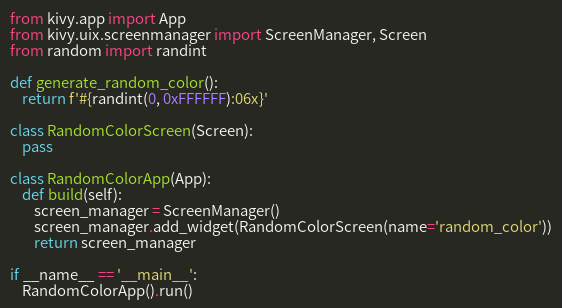 from kivy.app import App
from kivy.uix.screenmanager import ScreenManager, Screen
from random import randint

def generate_random_color():
    return f'#{randint(0, 0xFFFFFF):06x}'

class RandomColorScreen(Screen):
    pass

class RandomColorApp(App):
    def build(self):
        screen_manager = ScreenManager()
        screen_manager.add_widget(RandomColorScreen(name='random_color'))
        return screen_manager

if __name__ == '__main__':
    RandomColorApp().run()